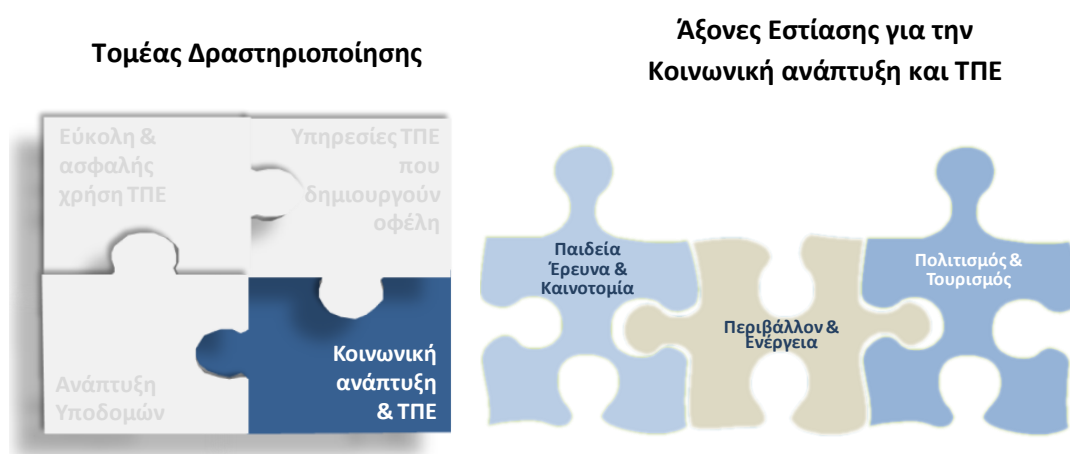 Τομέας Δραστηριοποίησης
Άξονες Εστίασης για την
Κοινωνική ανάπτυξη και ΤΠΕ
Εύκολη &
ασφαλής
χρήση ΤΠΕ
Υπηρεσίες ΤΠΕ
που
δημιουργούν
οφέλη
Ανάπτυξη
Υποδομών
Κοινωνική
ανάπτυξη
& ΤΠΕ
Παιδεία
Έρευνα &
Καινοτομία
Περιβάλλον &
Ενέργεια
Πολιτισμός &
Τουρισμός